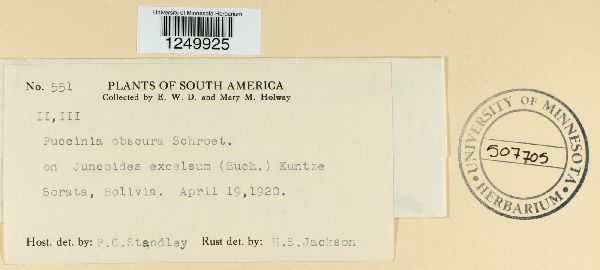 University of Minnesota Herbarium
1249925
No. 551 PLANTS OF SOUTH AMERICA
Collected by E. W. D. and Mary M. Holway
II,III
Puccinia obscura Schroet.
on Juncoides excelsum (Buch.) Kuntze
Sorata, Bolivia. April 19,1920.
Host. det. by: P.C.Standley Rust det. by: H.S.Jackson
UNIVERSITY OF MINNESOTA
507705
HERBARIUM